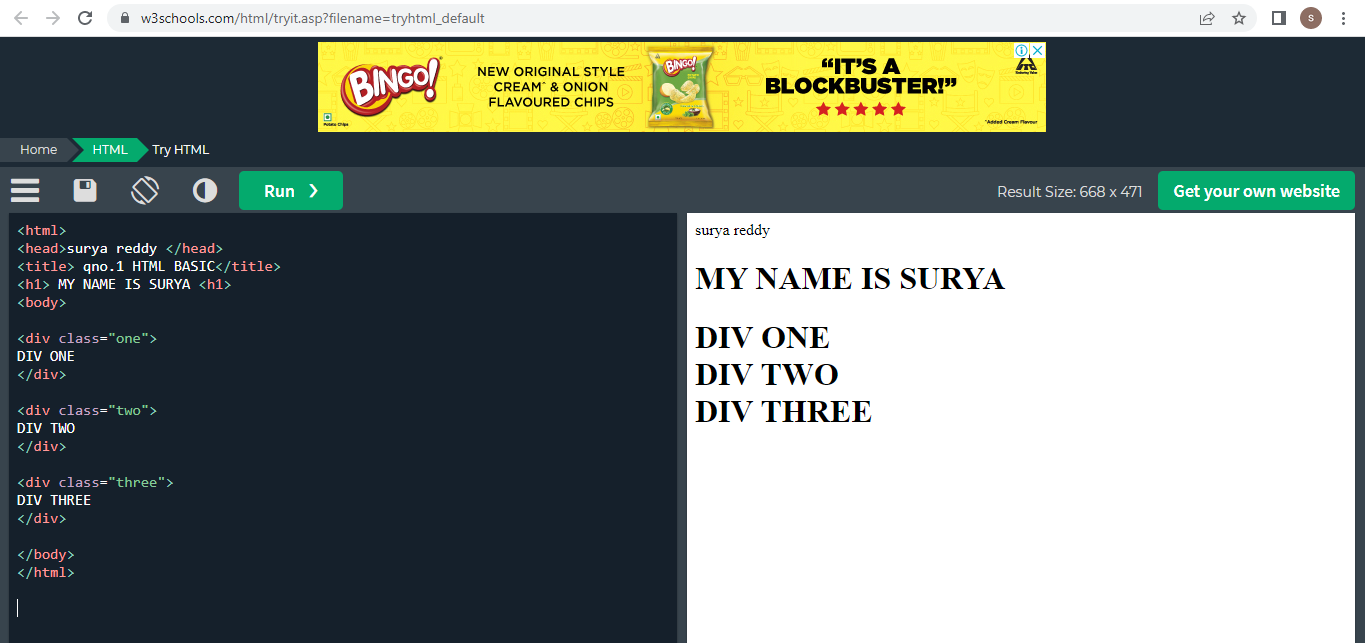 w3schools.com/html/tryit.asp?filename=tryhtml_default
S
BINGO!
Potato Chips
NEW ORIGINAL STYLE
CREAM* & ONION
FLAVOURED CHIPS
BINGO!
“IT'S A
BLOCKBUSTER!”
*Added Cream Flavour
Home
HTML
Try HTML
Run ❯
Result Size: 668 x 471
Get your own website
<html>
<head>surya reddy </head>
<title> qno.1 HTML BASIC</title>
<h1> MY NAME IS SURYA <h1>
<body>
<div class="one">
DIV ONE
</div>
<div class="two">
DIV TWO
</div>
<div class="three">
DIV THREE
</div>
</body>
</html>
surya reddy
MY NAME IS SURYA
DIV ONE
DIV TWO
DIV THREE